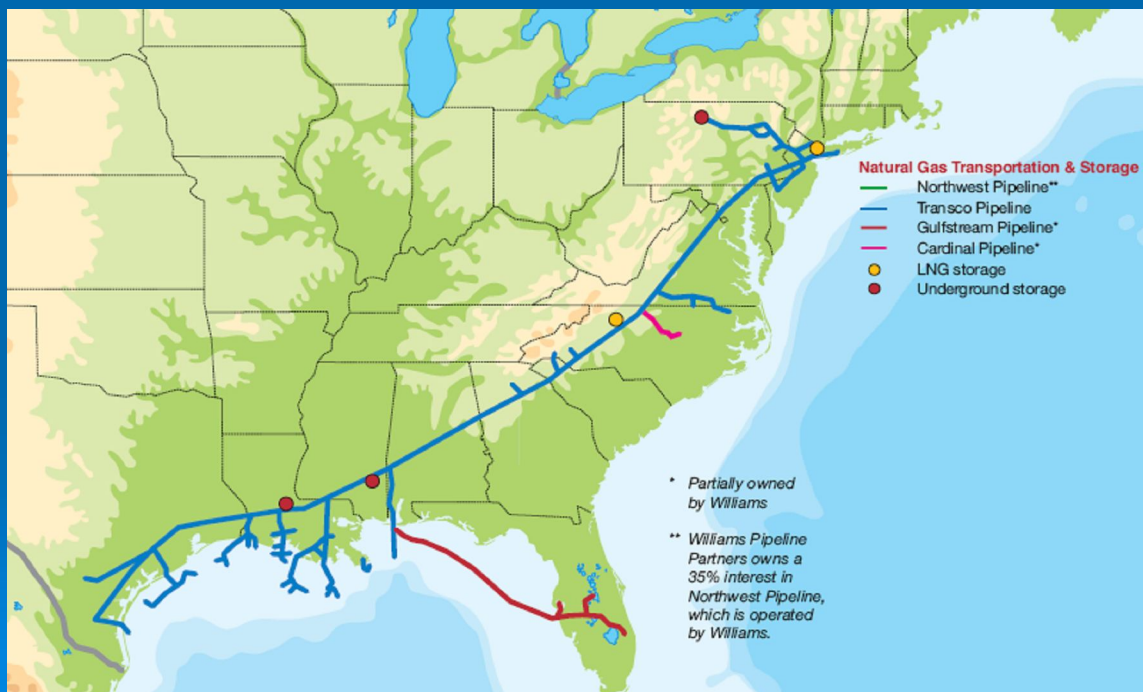 Natural Gas Transportation & Storage
Northwest Pipeline**
Transco Pipeline
Gulfstream Pipeline*
Cardinal Pipeline*
LNG storage
Underground storage
* Partially owned
by Williams
** Williams Pipeline
Partners owns a
35% interest in
Northwest Pipeline,
which is operated
by Williams.